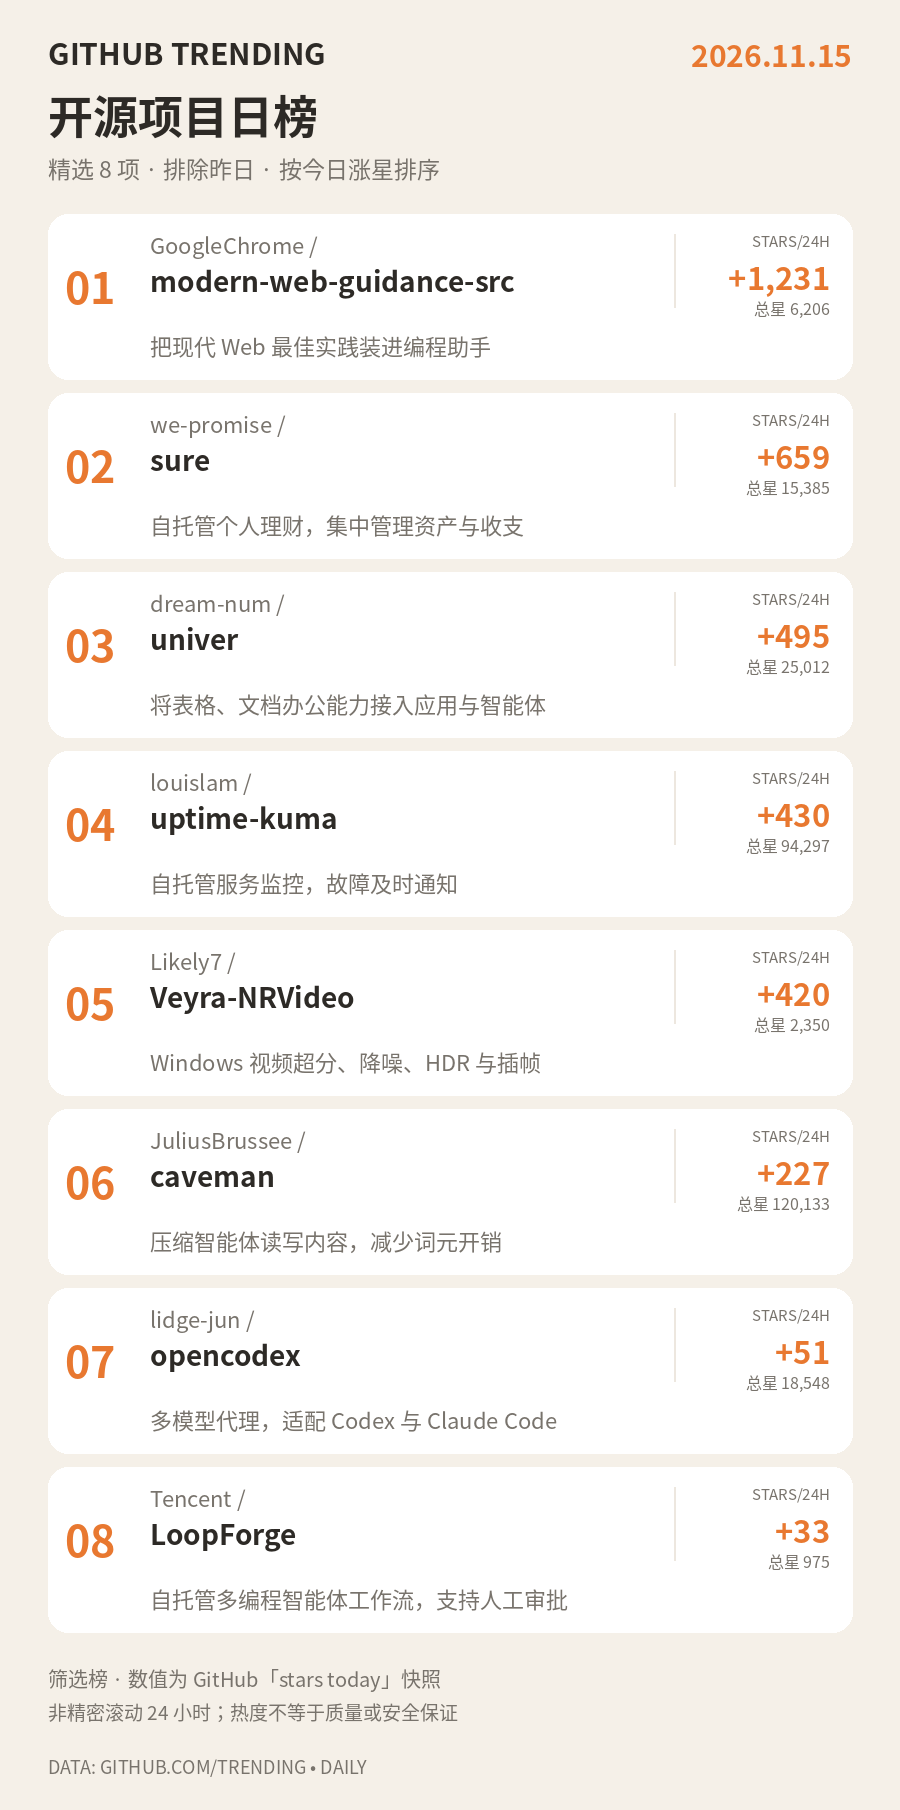 GITHUB TRENDING
2026.11.15
开源项目日榜
精选 8 项 · 排除昨日 · 按今日涨星排序
01
GoogleChrome /
modern-web-guidance-src
把现代 Web 最佳实践装进编程助手
STARS/24H
+1,231
总星 6,206
02
we-promise /
sure
自托管个人理财，集中管理资产与收支
STARS/24H
+659
总星 15,385
03
dream-num /
univer
将表格、文档办公能力接入应用与智能体
STARS/24H
+495
总星 25,012
04
louislam /
uptime-kuma
自托管服务监控，故障及时通知
STARS/24H
+430
总星 94,297
05
Likely7 /
Veyra-NRVideo
Windows 视频超分、降噪、HDR 与插帧
STARS/24H
+420
总星 2,350
06
JuliusBrussee /
caveman
压缩智能体读写内容，减少词元开销
STARS/24H
+227
总星 120,133
07
lidge-jun /
opencodex
多模型代理，适配 Codex 与 Claude Code
STARS/24H
+51
总星 18,548
08
Tencent /
LoopForge
自托管多编程智能体工作流，支持人工审批
STARS/24H
+33
总星 975
筛选榜 · 数值为 GitHub「stars today」快照
非精密滚动 24 小时；热度不等于质量或安全保证
DATA: GITHUB.COM/TRENDING • DAILY